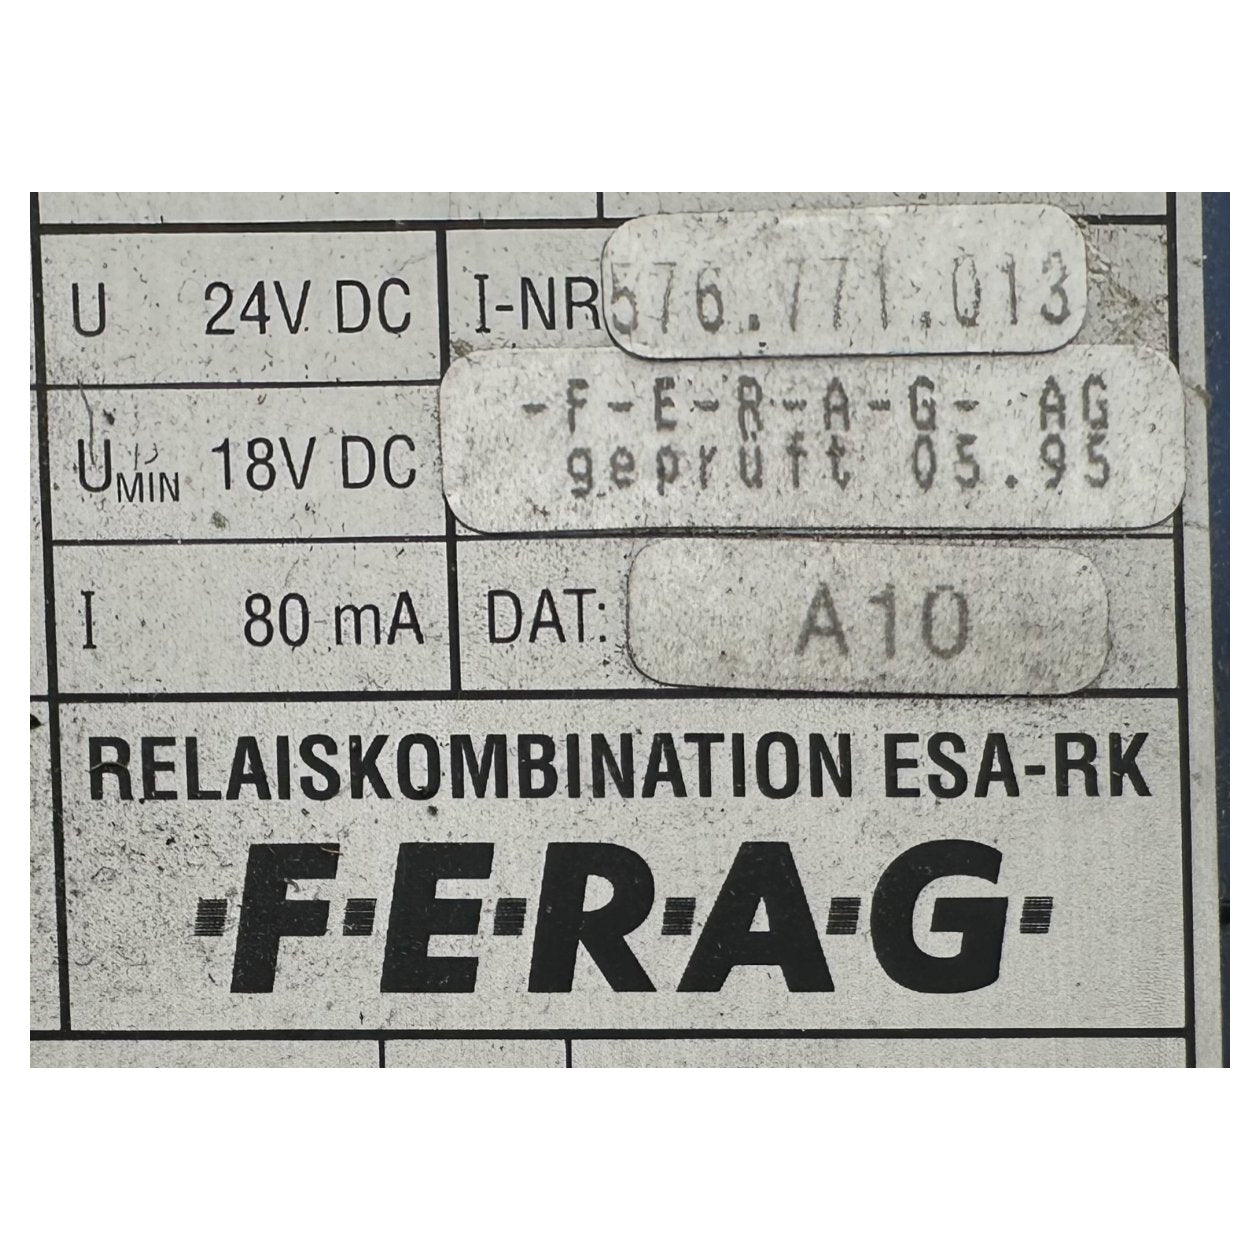 U 24V DC I-NR 576.771.013
UMIN 18V DC -F-E-R-A-G- AG
geprüft 05.95
I 80 mA DAT: A10
RELAISKOMBINATION ESA-RK
·F·E·R·A·G·